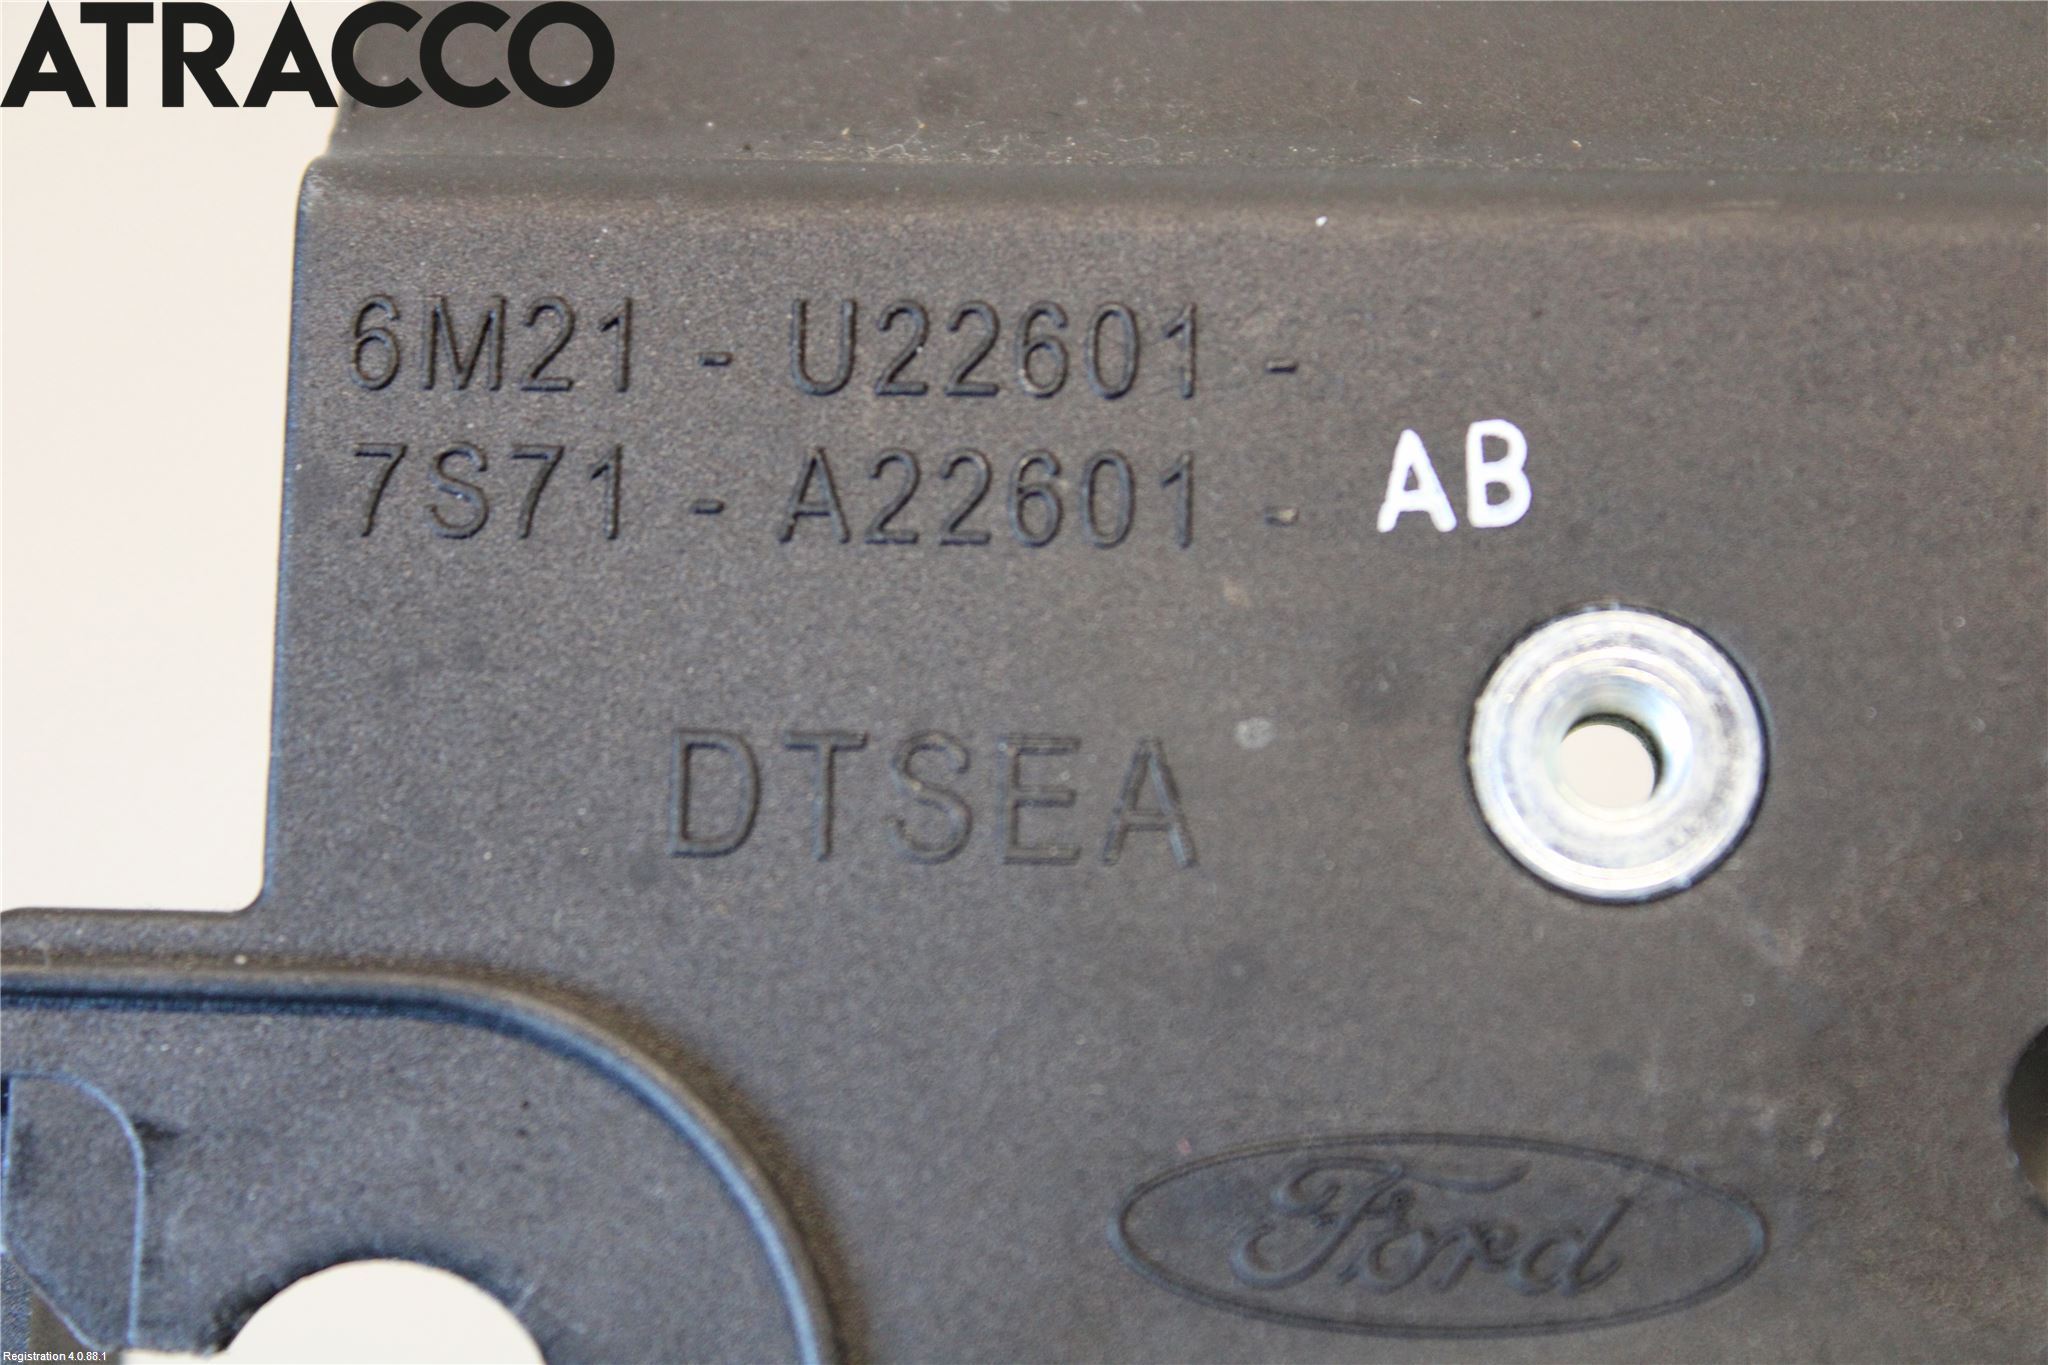 ATRACCO
6M21 - U22601 -
7S71 - A22601 - AB
DTSEA
Ford
Registration 4.0.88.1